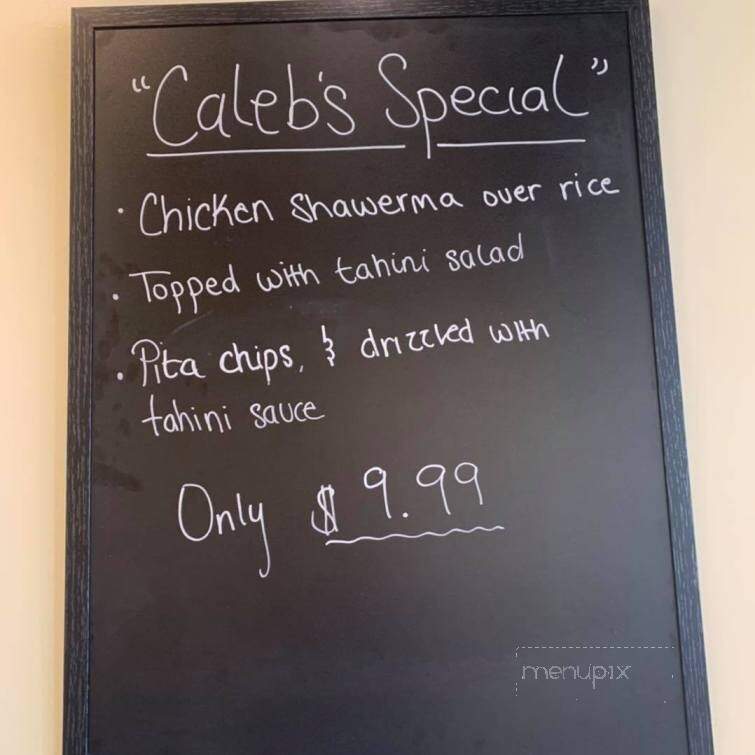 "Caleb's Special"
· Chicken Shawerma over rice
· Topped with tahini salad
· Pita chips, & drizzled with
tahini sauce
Only $9.99
menupix